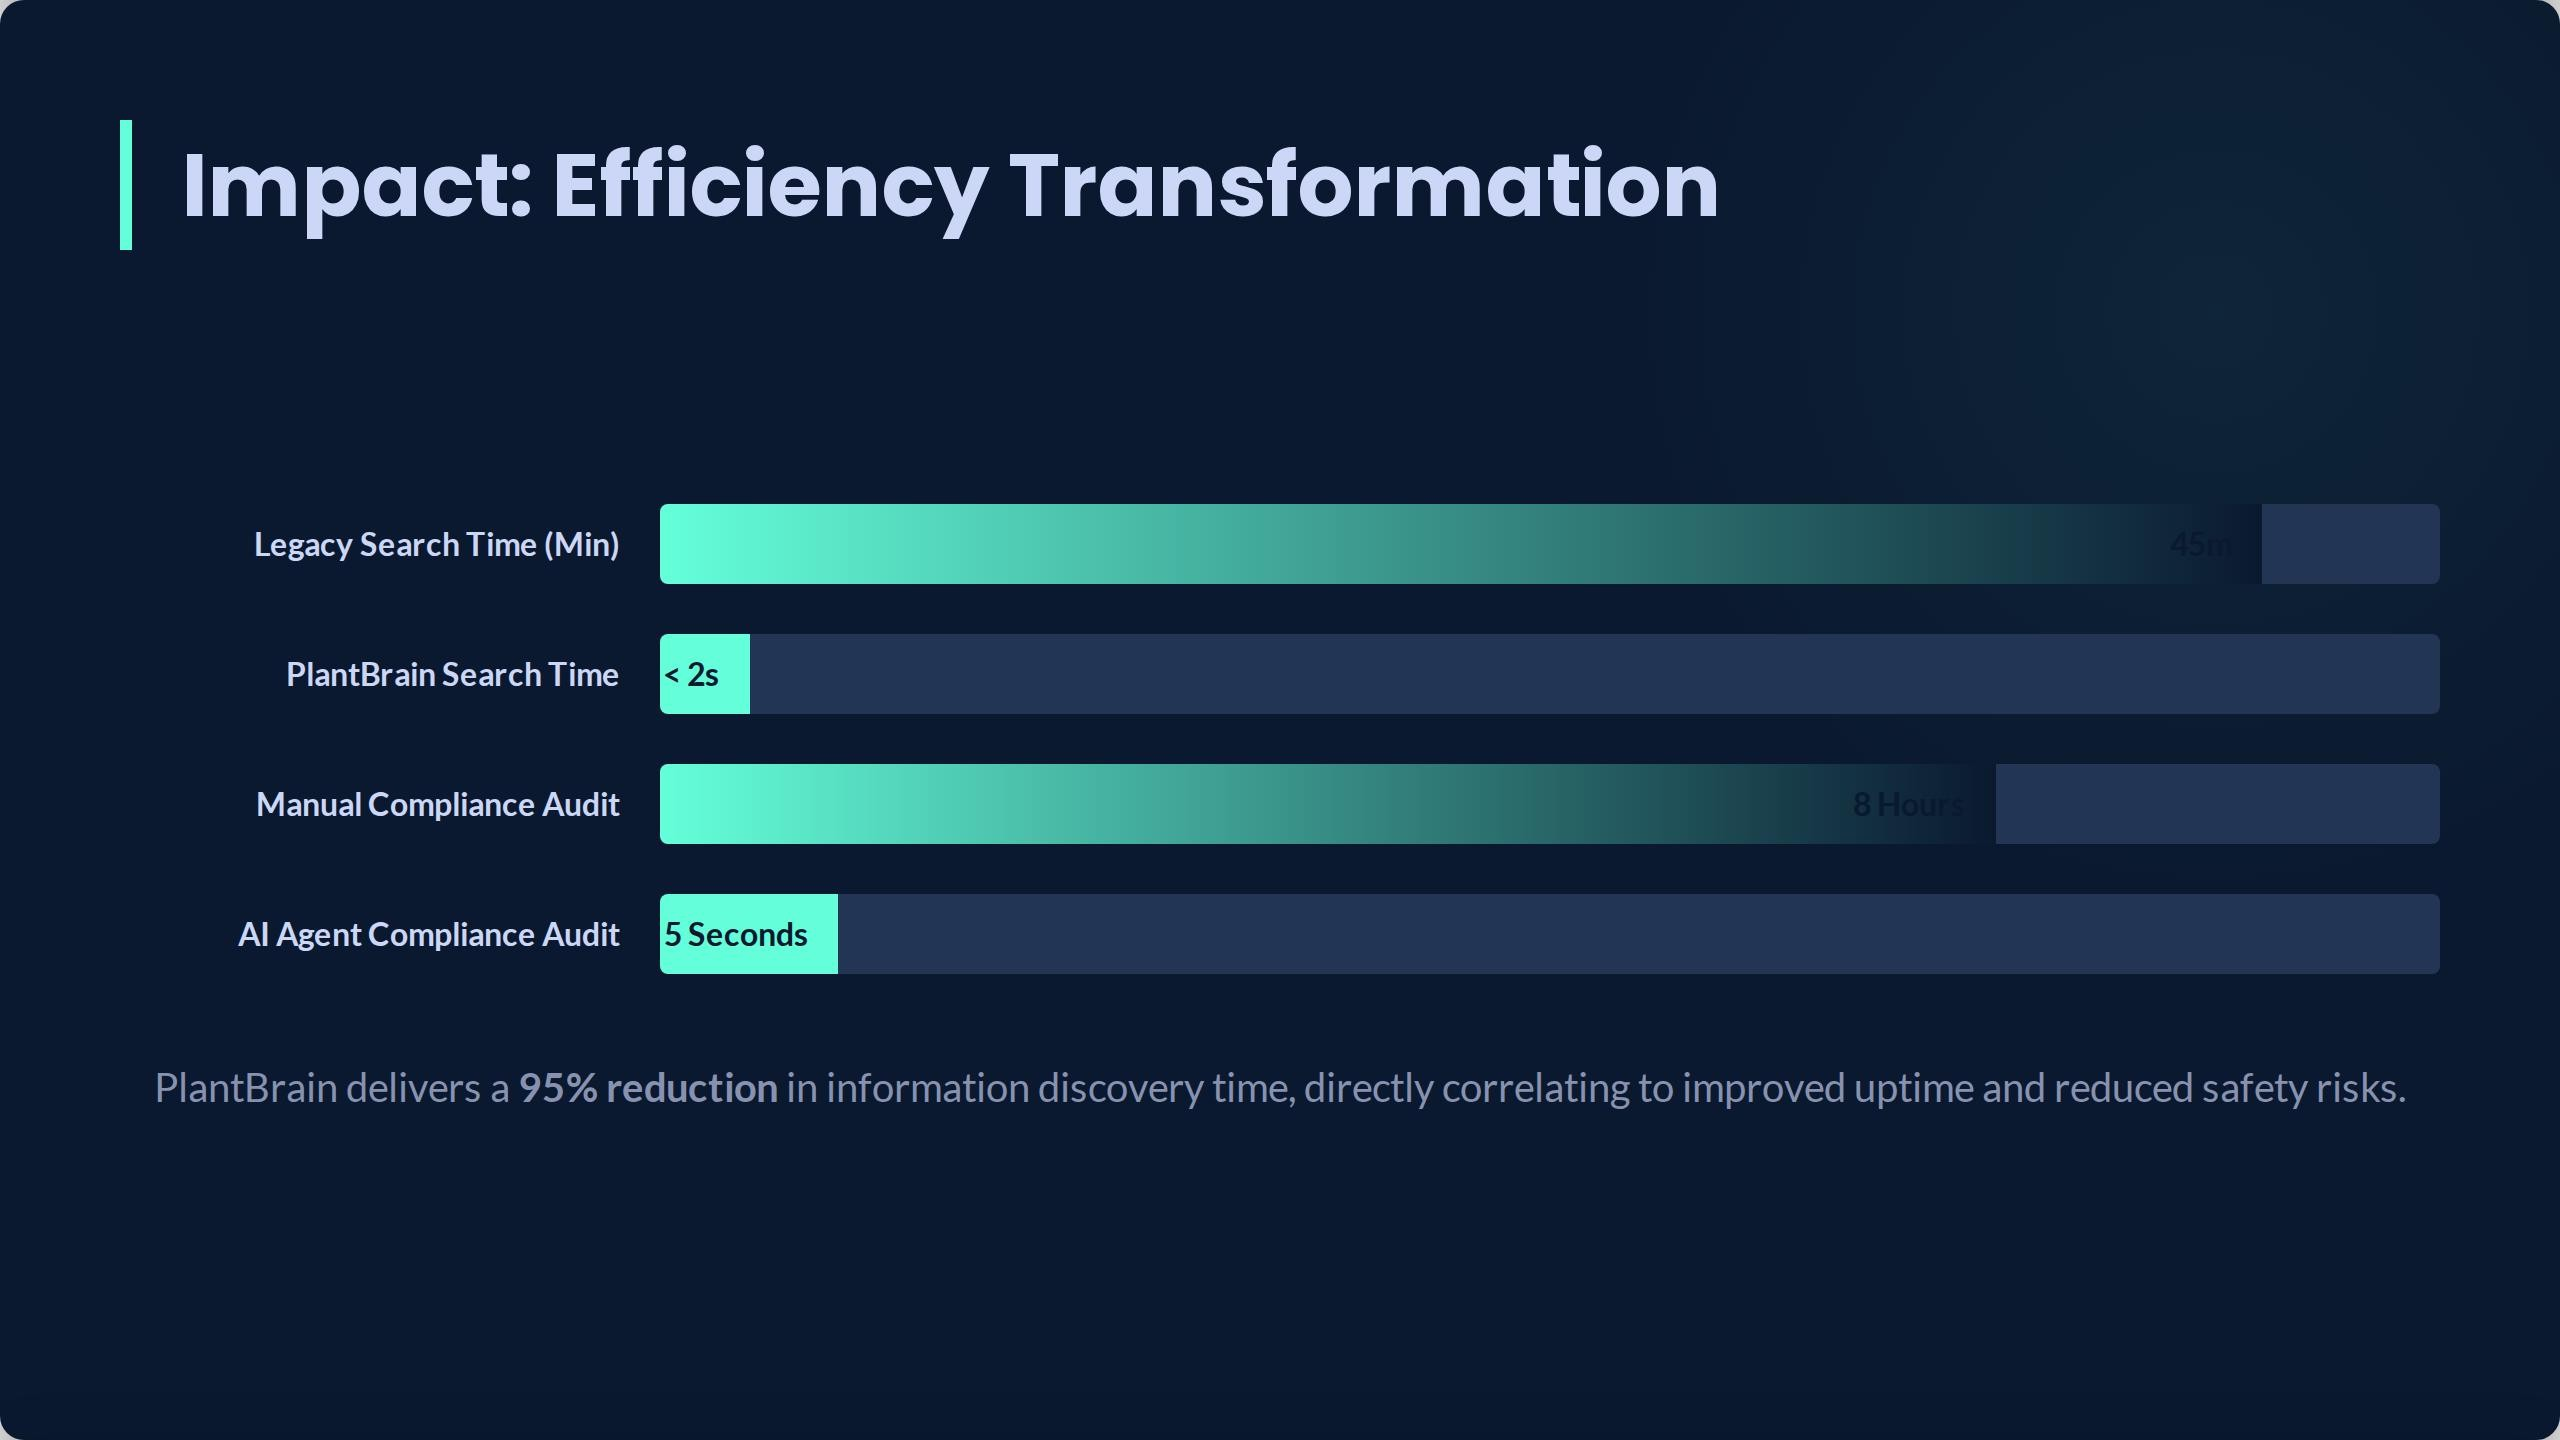 Impact: Efficiency Transformation
Legacy Search Time (Min)
45m
PlantBrain Search Time
< 2s
Manual Compliance Audit
8 Hours
AI Agent Compliance Audit
5 Seconds
PlantBrain delivers a 95% reduction in information discovery time, directly correlating to improved uptime and reduced safety risks.